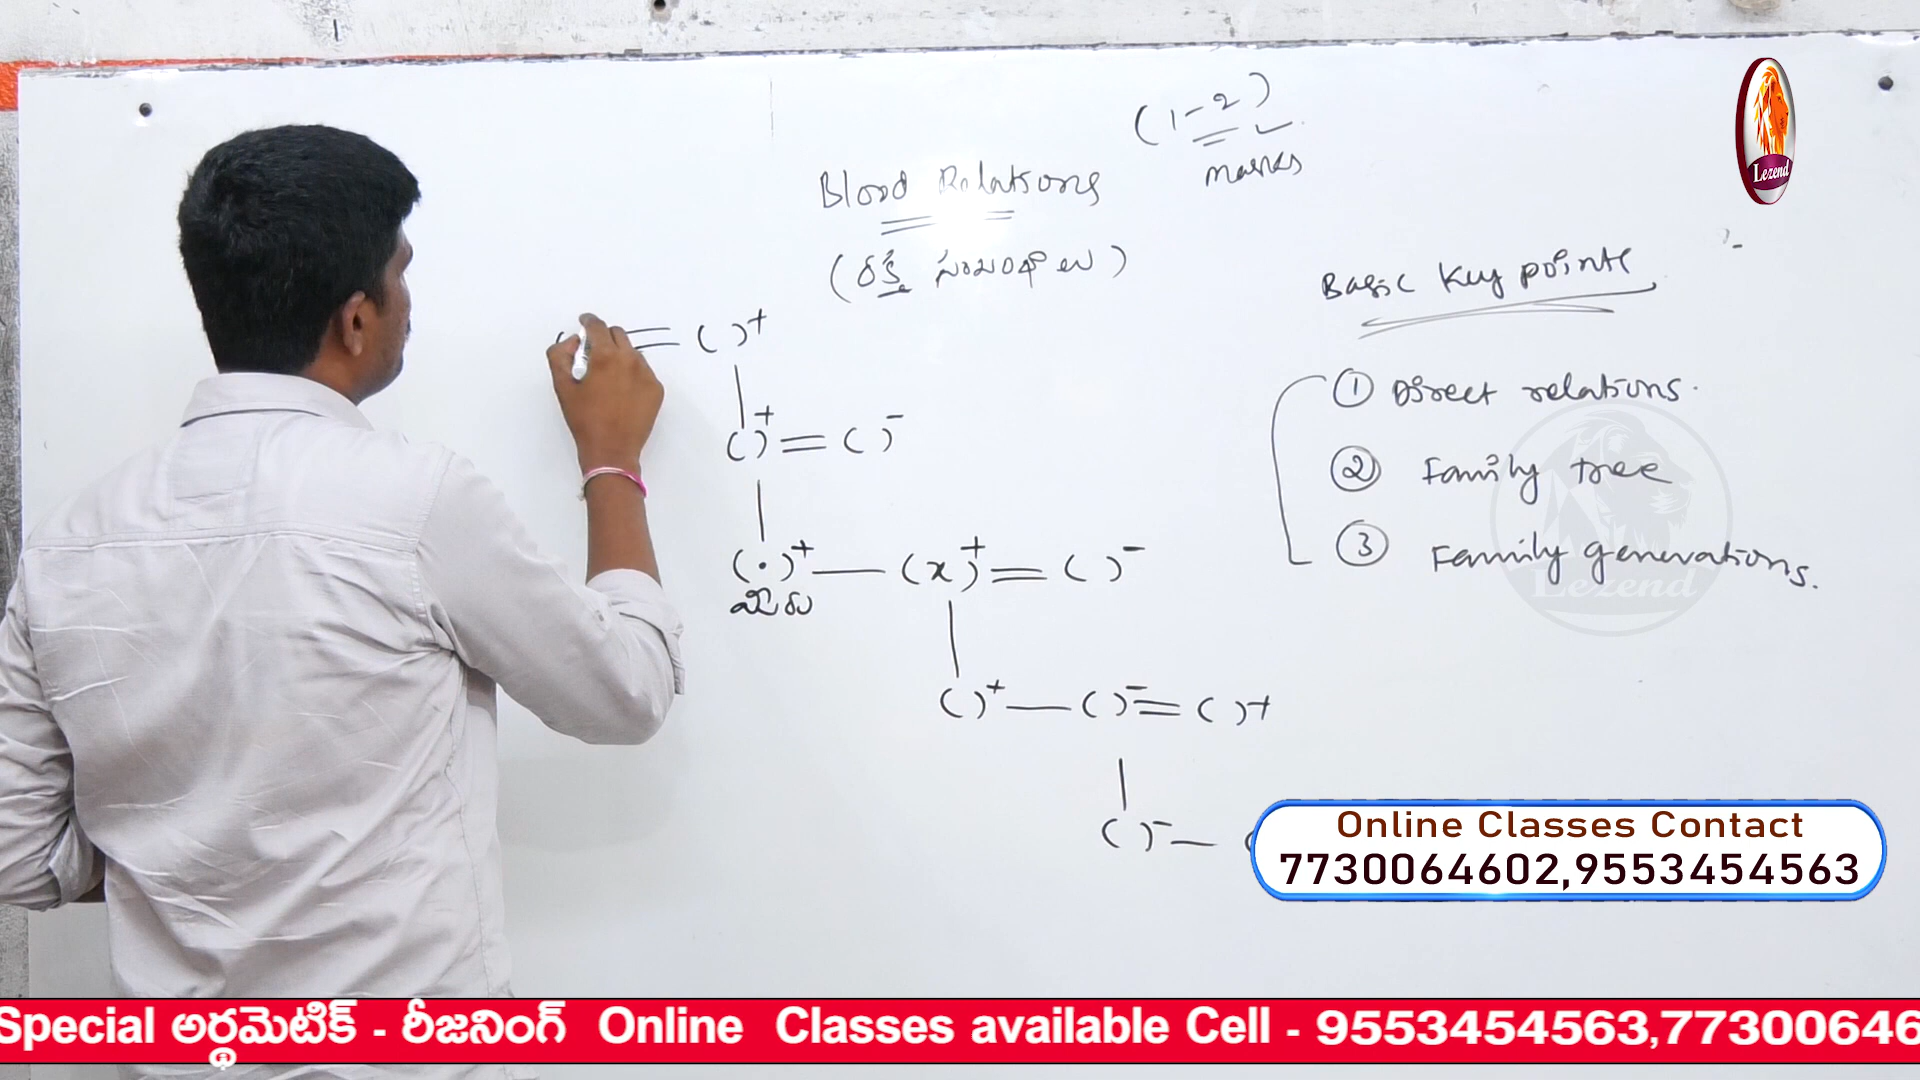 (1-2)
marks
Blood Relations
(రక్త సంబంధాలు)
Basic Key points
① Direct relations.
② Family tree
③ Family Generations.
= ( )+
( )+ = ( )-
(•)+ — (x)+ = ( )-
మీరు
( )+ — ( )- = ( )+
( )- —
Lezend
Lezend
Online Classes Contact
7730064602,9553454563
Special అర్థమెటిక్ - రీజనింగ్ Online Classes available Cell - 9553454563,77300646